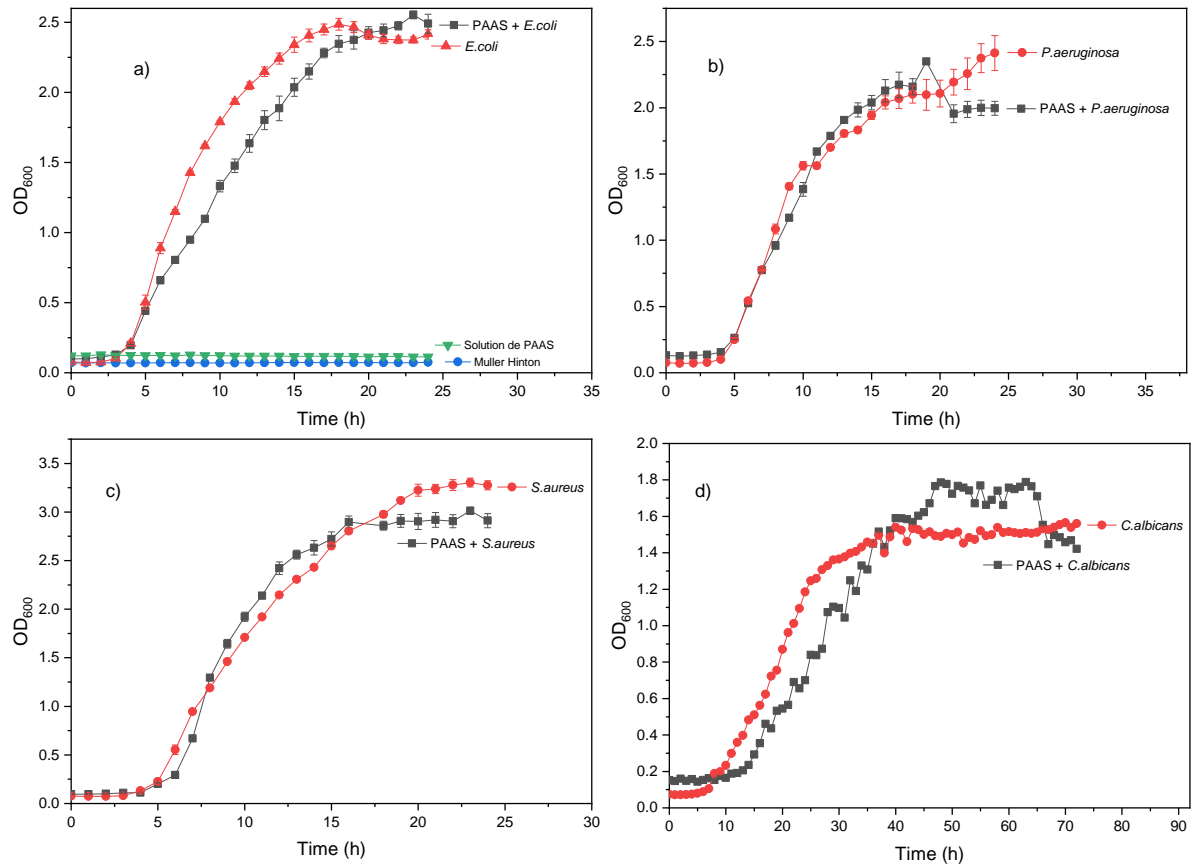 a)
PAAS + E.coli
E.coli
Solution de PAAS
Muller Hinton
OD600
2.5
2.0
1.5
1.0
0.5
0.0
0 5 10 15 20 25 30 35
Time (h)
b)
P.aeruginosa
PAAS + P.aeruginosa
OD600
2.5
2.0
1.5
1.0
0.5
0.0
0 5 10 15 20 25 30 35
Time (h)
c)
S.aureus
PAAS + S.aureus
OD600
3.5
3.0
2.5
2.0
1.5
1.0
0.5
0.0
0 5 10 15 20 25 30
Time (h)
d)
C.albicans
PAAS + C.albicans
OD600
2.0
1.8
1.6
1.4
1.2
1.0
0.8
0.6
0.4
0.2
0.0
0 10 20 30 40 50 60 70 80 90
Time (h)